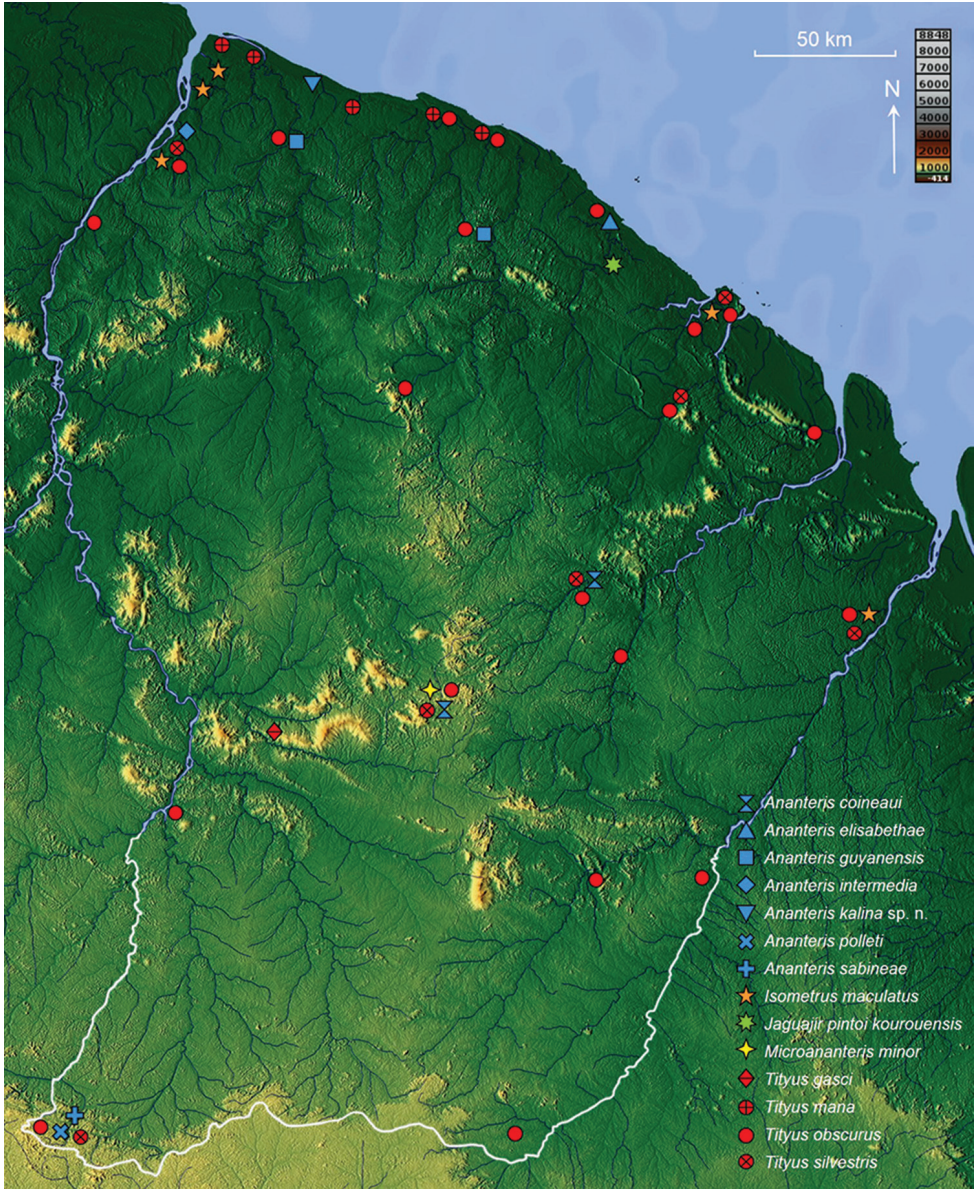 50 km
N
8848
8000
7000
6000
5000
4000
3000
2000
1000
-414
Ananteris coineaui
Ananteris elisabethae
Ananteris guyanensis
Ananteris intermedia
Ananteris kalina sp. n.
Ananteris polleti
Ananteris sabineae
Isometrus maculatus
Jaguajir pintoi kourouensis
Microananteris minor
Tityus gasci
Tityus mana
Tityus obscurus
Tityus silvestris